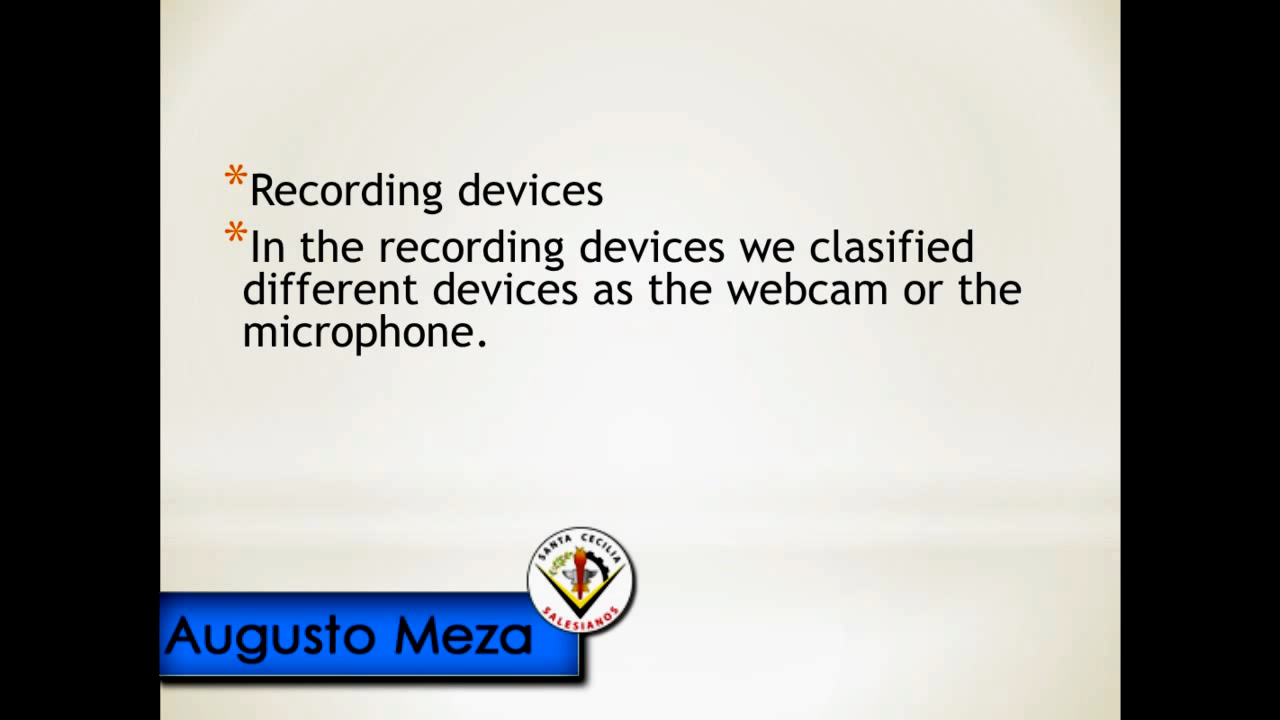 *Recording devices
*In the recording devices we clasified
different devices as the webcam or the
microphone.
SANTA CECILIA
SALESIANOS
Augusto Meza